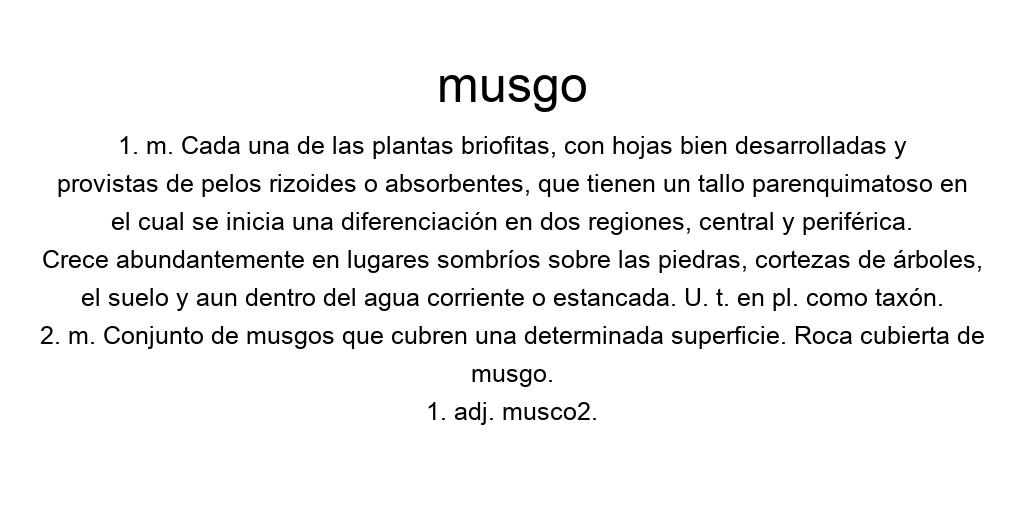 musgo
1. m. Cada una de las plantas briofitas, con hojas bien desarrolladas y
provistas de pelos rizoides o absorbentes, que tienen un tallo parenquimatoso en
el cual se inicia una diferenciación en dos regiones, central y periférica.
Crece abundantemente en lugares sombríos sobre las piedras, cortezas de árboles,
el suelo y aun dentro del agua corriente o estancada. U. t. en pl. como taxón.
2. m. Conjunto de musgos que cubren una determinada superficie. Roca cubierta de
musgo.
1. adj. musco2.